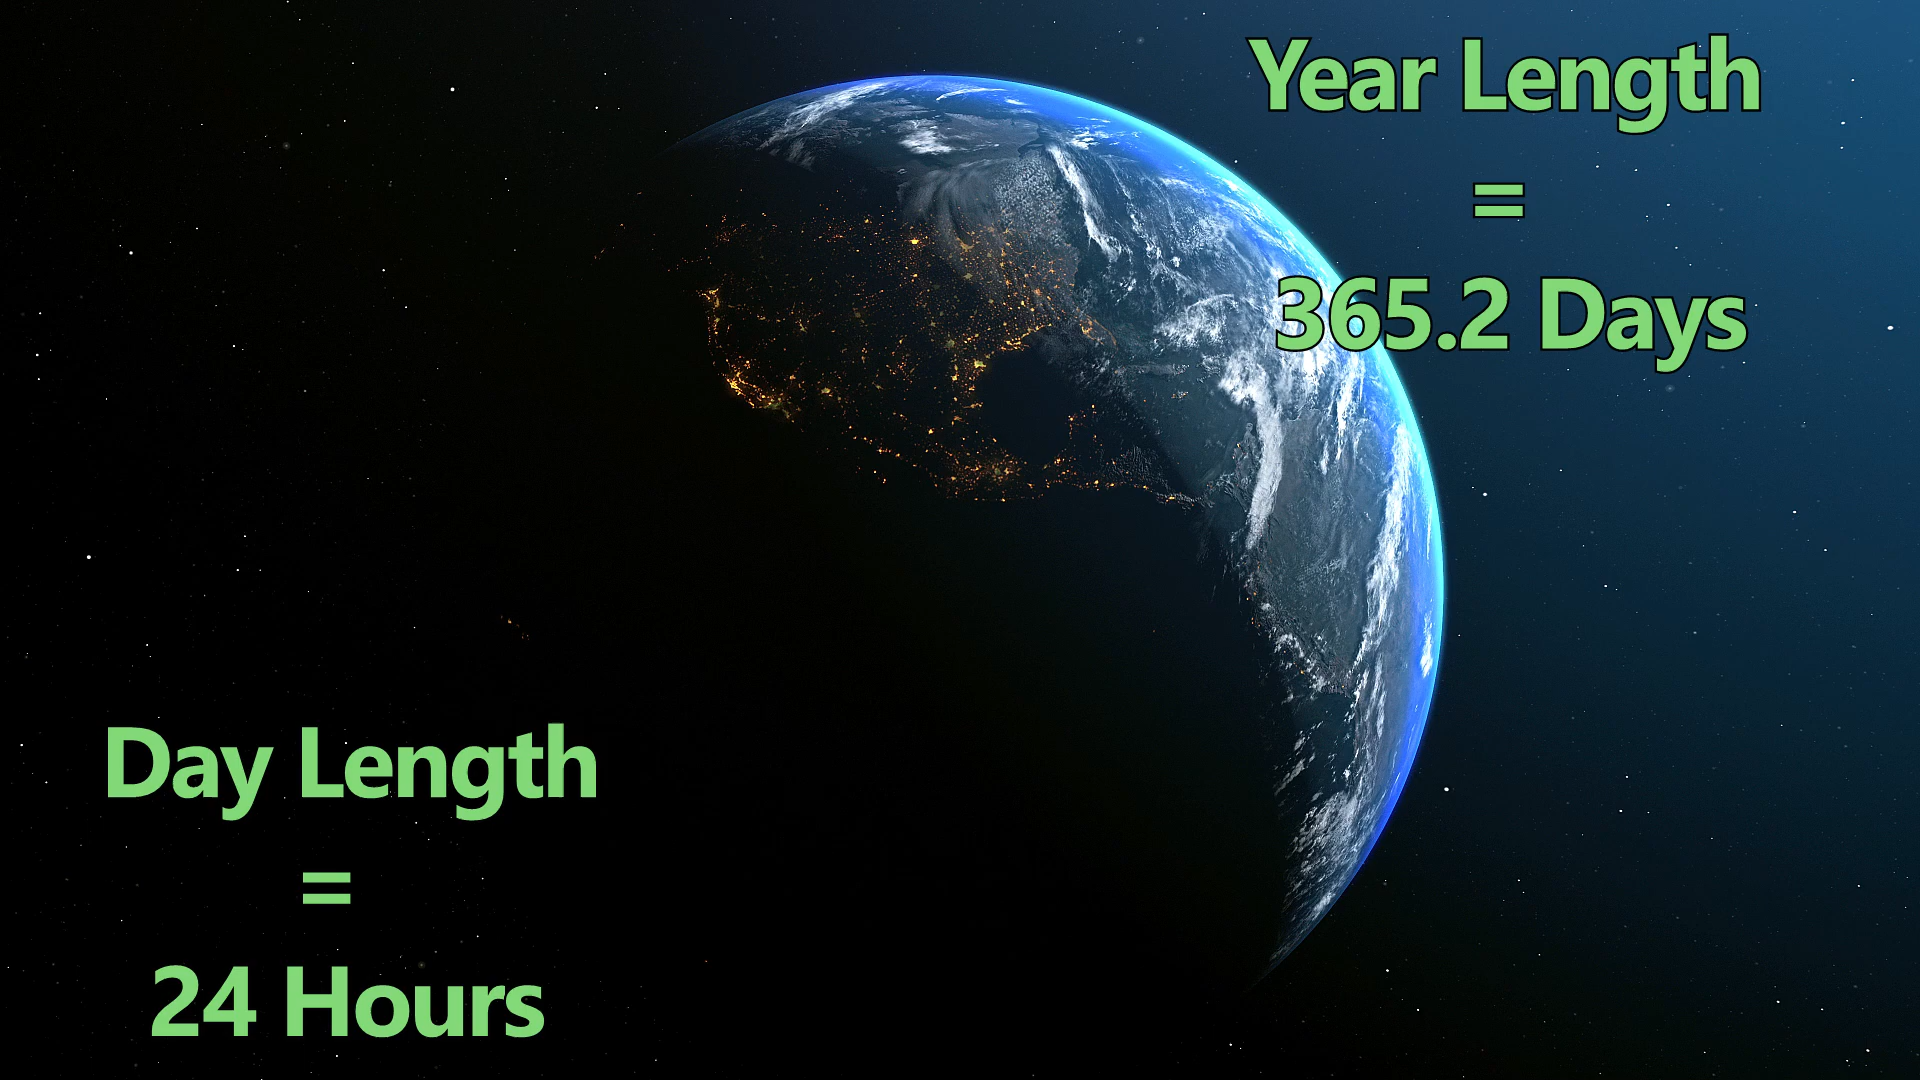 Year Length
=
365.2 Days
Day Length
=
24 Hours